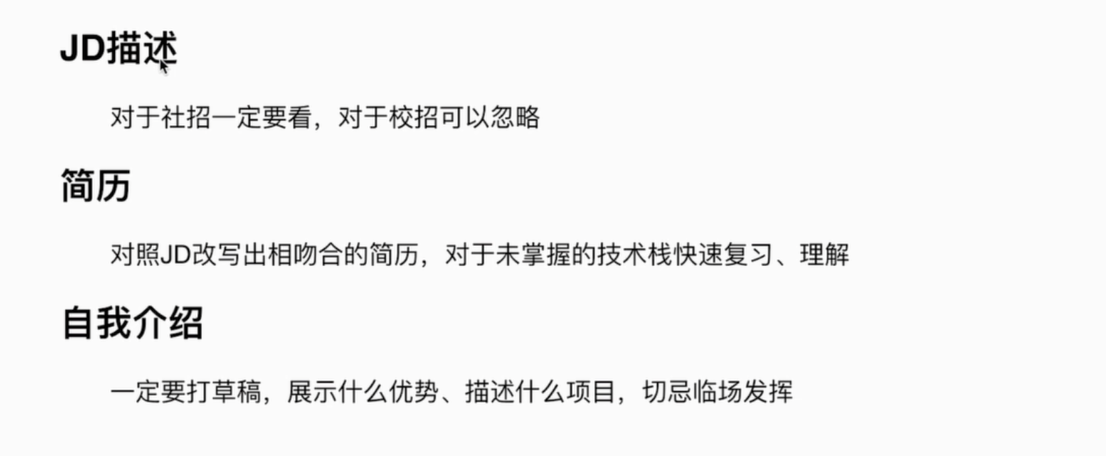 JD描述
对于社招一定要看，对于校招可以忽略
简历
对照JD改写出相吻合的简历，对于未掌握的技术栈快速复习、理解
自我介绍
一定要打草稿，展示什么优势、描述什么项目，切忌临场发挥